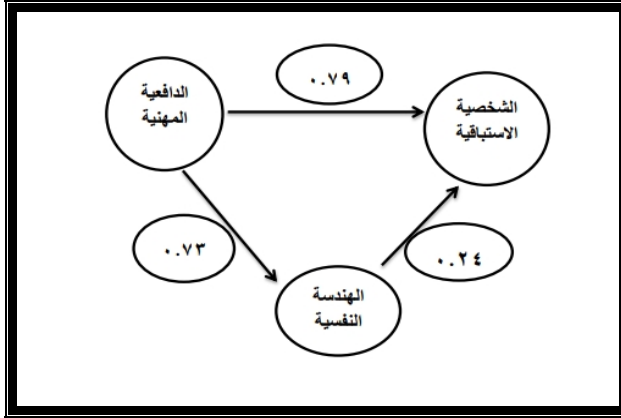 ٠.٧٩
الدافعية
المهنية
الشخصية
الاستباقية
٠.٧٣
٠.٢٤
الهندسة
النفسية